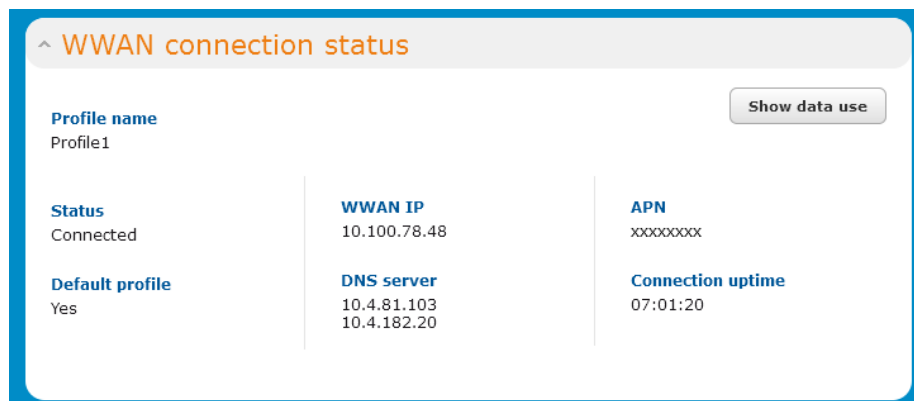 WWAN connection status
Show data use
Profile name
Profile1
Status
Connected
WWAN IP
10.100.78.48
APN
xxxxxxxx
Default profile
Yes
DNS server
10.4.81.103
10.4.182.20
Connection uptime
07:01:20